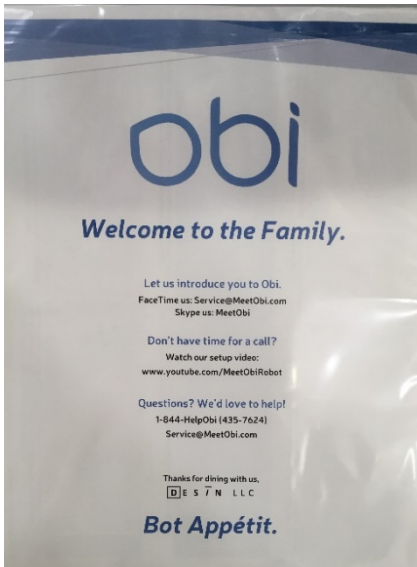 obi
Welcome to the Family.
Let us introduce you to Obi.
FaceTime us: Service@MeetObi.com
Skype us: MeetObi
Don't have time for a call?
Watch our setup video:
www.youtube.com/MeetObiRobot
Questions? We'd love to help!
1-844-HelpObi (435-7624)
Service@MeetObi.com
Thanks for dining with us,
DESIN LLC
Bot Appétit.